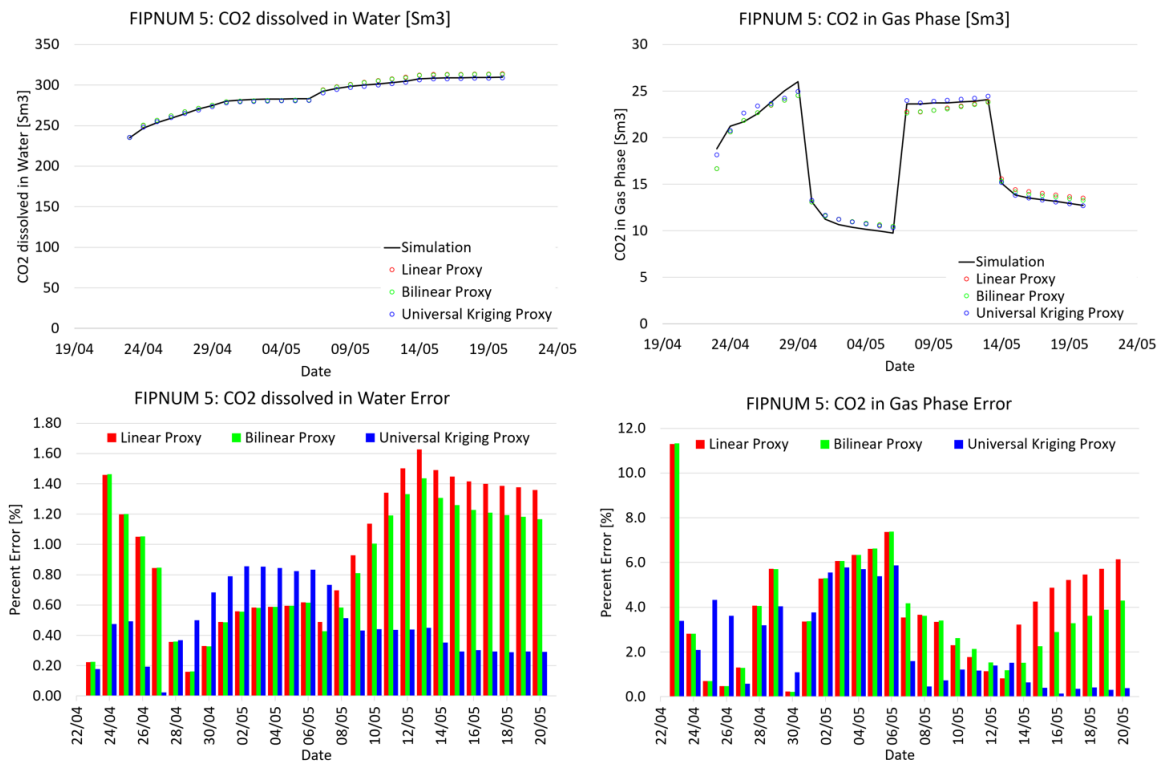 FIPNUM 5: CO2 dissolved in Water [Sm3]
CO2 dissolved in Water [Sm3]
350
300
250
200
150
100
50
0
Simulation
Linear Proxy
Bilinear Proxy
Universal Kriging Proxy
19/04 24/04 29/04 04/05 09/05 14/05 19/05 24/05
Date
FIPNUM 5: CO2 in Gas Phase [Sm3]
CO2 in Gas Phase [Sm3]
30
25
20
15
10
5
0
Simulation
Linear Proxy
Bilinear Proxy
Universal Kriging Proxy
19/04 24/04 29/04 04/05 09/05 14/05 19/05 24/05
Date
FIPNUM 5: CO2 dissolved in Water Error
Linear Proxy Bilinear Proxy Universal Kriging Proxy
Percent Error [%]
1.80
1.60
1.40
1.20
1.00
0.80
0.60
0.40
0.20
0.00
22/04 24/04 26/04 28/04 30/04 02/05 04/05 06/05 08/05 10/05 12/05 14/05 16/05 18/05 20/05
Date
FIPNUM 5: CO2 in Gas Phase Error
Linear Proxy Bilinear Proxy Universal Kriging Proxy
Percent Error [%]
12.0
10.0
8.0
6.0
4.0
2.0
0.0
22/04 24/04 26/04 28/04 30/04 02/05 04/05 06/05 08/05 10/05 12/05 14/05 16/05 18/05 20/05
Date